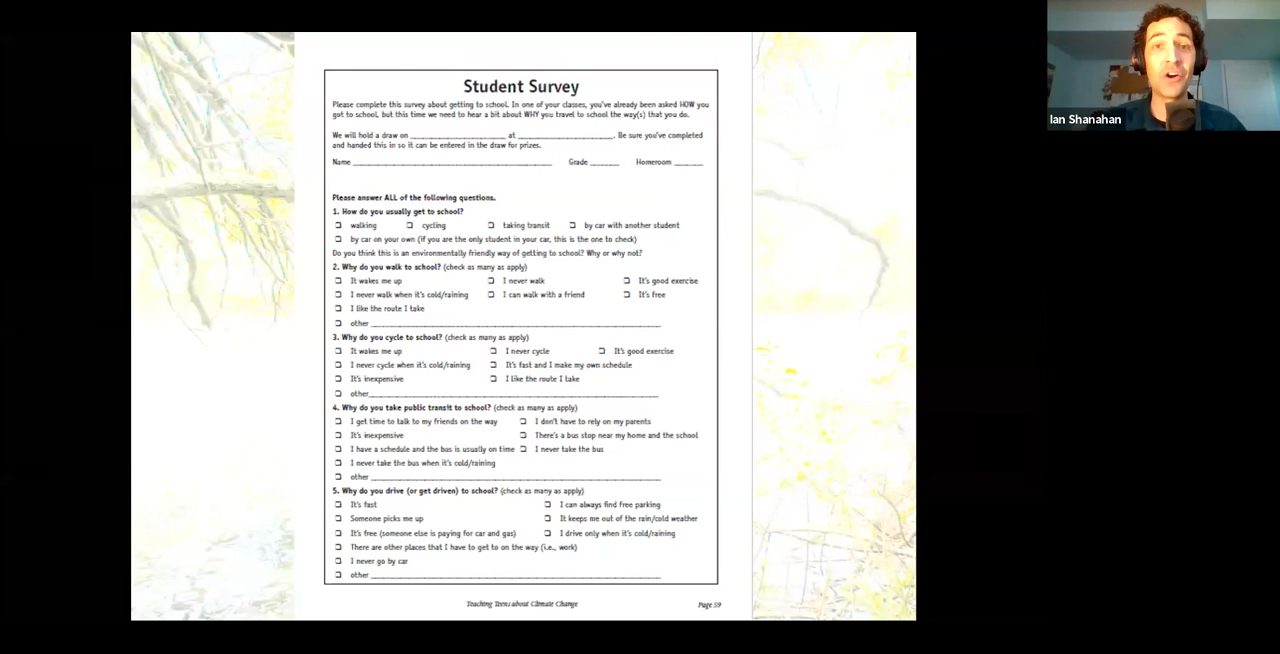 Student Survey
Please complete this survey about getting to school. In one of your classes, you've already been asked HOW you
got to school, but this time we need to hear a bit about WHY you travel to school the way(s) that you do.
We will hold a draw on ____________ at ____________. Be sure you've completed
and handed this in so it can be entered in the draw for prizes.
Name ____________ Grade ______ Homeroom ______
Please answer ALL of the following questions.
1. How do you usually get to school?
❏ walking ❏ cycling ❏ taking transit ❏ by car with another student
❏ by car on your own (if you are the only student in your car, this is the one to check)
Do you think this is an environmentally friendly way of getting to school? Why or why not?
2. Why do you walk to school? (check as many as apply)
❏ It wakes me up ❏ I never walk ❏ It's good exercise
❏ I never walk when it's cold/raining ❏ I can walk with a friend ❏ It's free
❏ I like the route I take
❏ other ____________
3. Why do you cycle to school? (check as many as apply)
❏ It wakes me up ❏ I never cycle ❏ It's good exercise
❏ I never cycle when it's cold/raining ❏ It's fast and I make my own schedule
❏ It's inexpensive ❏ I like the route I take
❏ other ____________
4. Why do you take public transit to school? (check as many as apply)
❏ I get time to talk to my friends on the way ❏ I don't have to rely on my parents
❏ It's inexpensive ❏ There's a bus stop near my home and the school
❏ I have a schedule and the bus is usually on time ❏ I never take the bus
❏ I never take the bus when it's cold/raining
❏ other ____________
5. Why do you drive (or get driven) to school? (check as many as apply)
❏ It's fast ❏ I can always find free parking
❏ Someone picks me up ❏ It keeps me out of the rain/cold weather
❏ It's free (someone else is paying for car and gas) ❏ I drive only when it's cold/raining
❏ There are other places that I have to get to on the way (i.e., work)
❏ I never go by car
❏ other ____________
Teaching Teens about Climate Change Page 59
Ian Shanahan